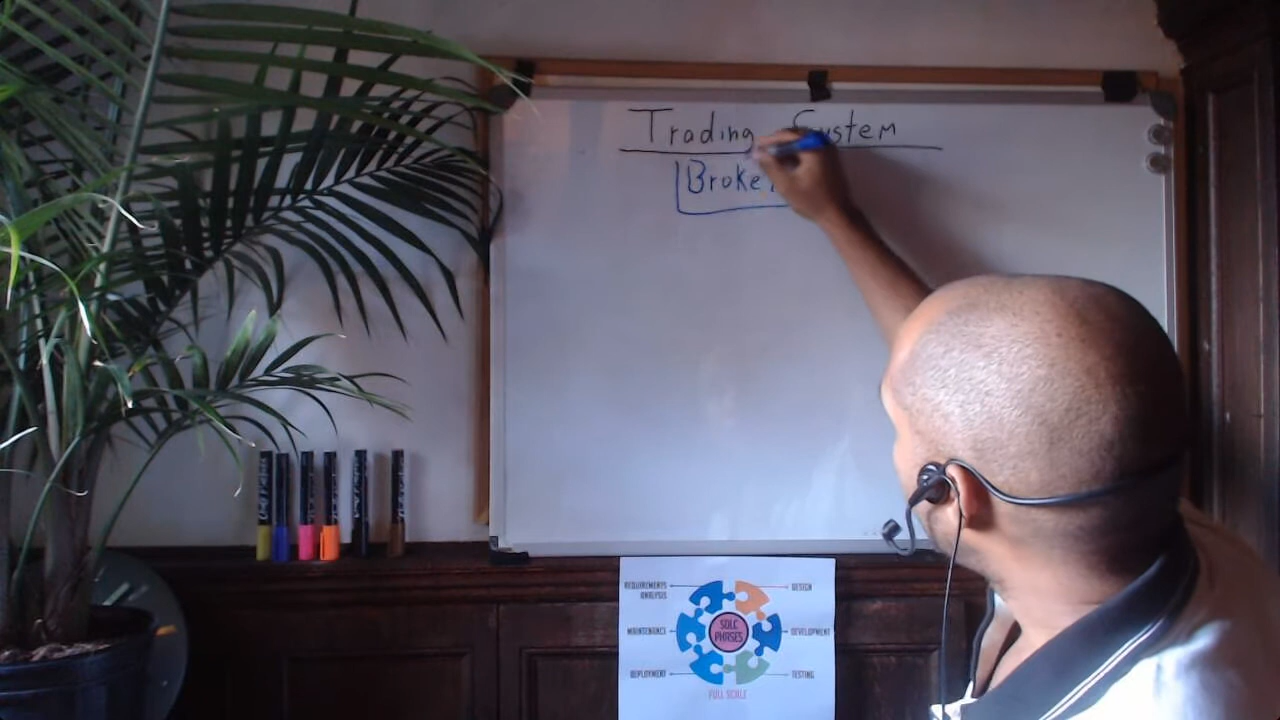 Trading System
Broker
REQUIREMENTS ANALYSIS
DESIGN
MAINTENANCE
SDLC PHASES
DEVELOPMENT
DEPLOYMENT
TESTING
FULL SCALE